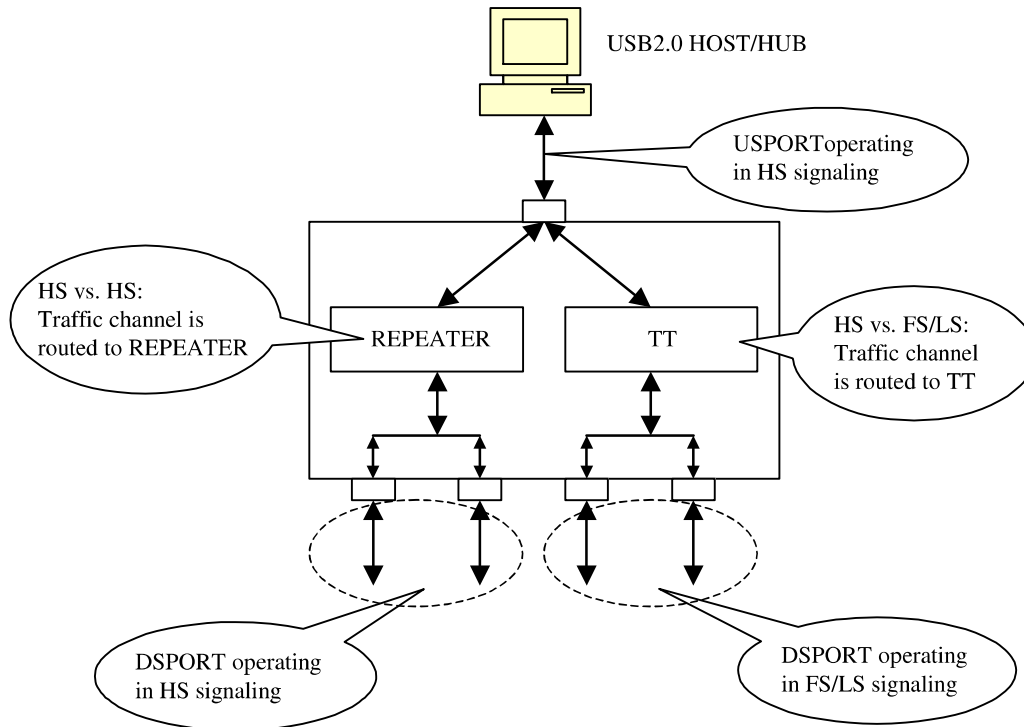 USB2.0 HOST/HUB
USPORToperating
in HS signaling
HS vs. HS:
Traffic channel is
routed to REPEATER
REPEATER
TT
HS vs. FS/LS:
Traffic channel
is routed to TT
DSPORT operating
in HS signaling
DSPORT operating
in FS/LS signaling